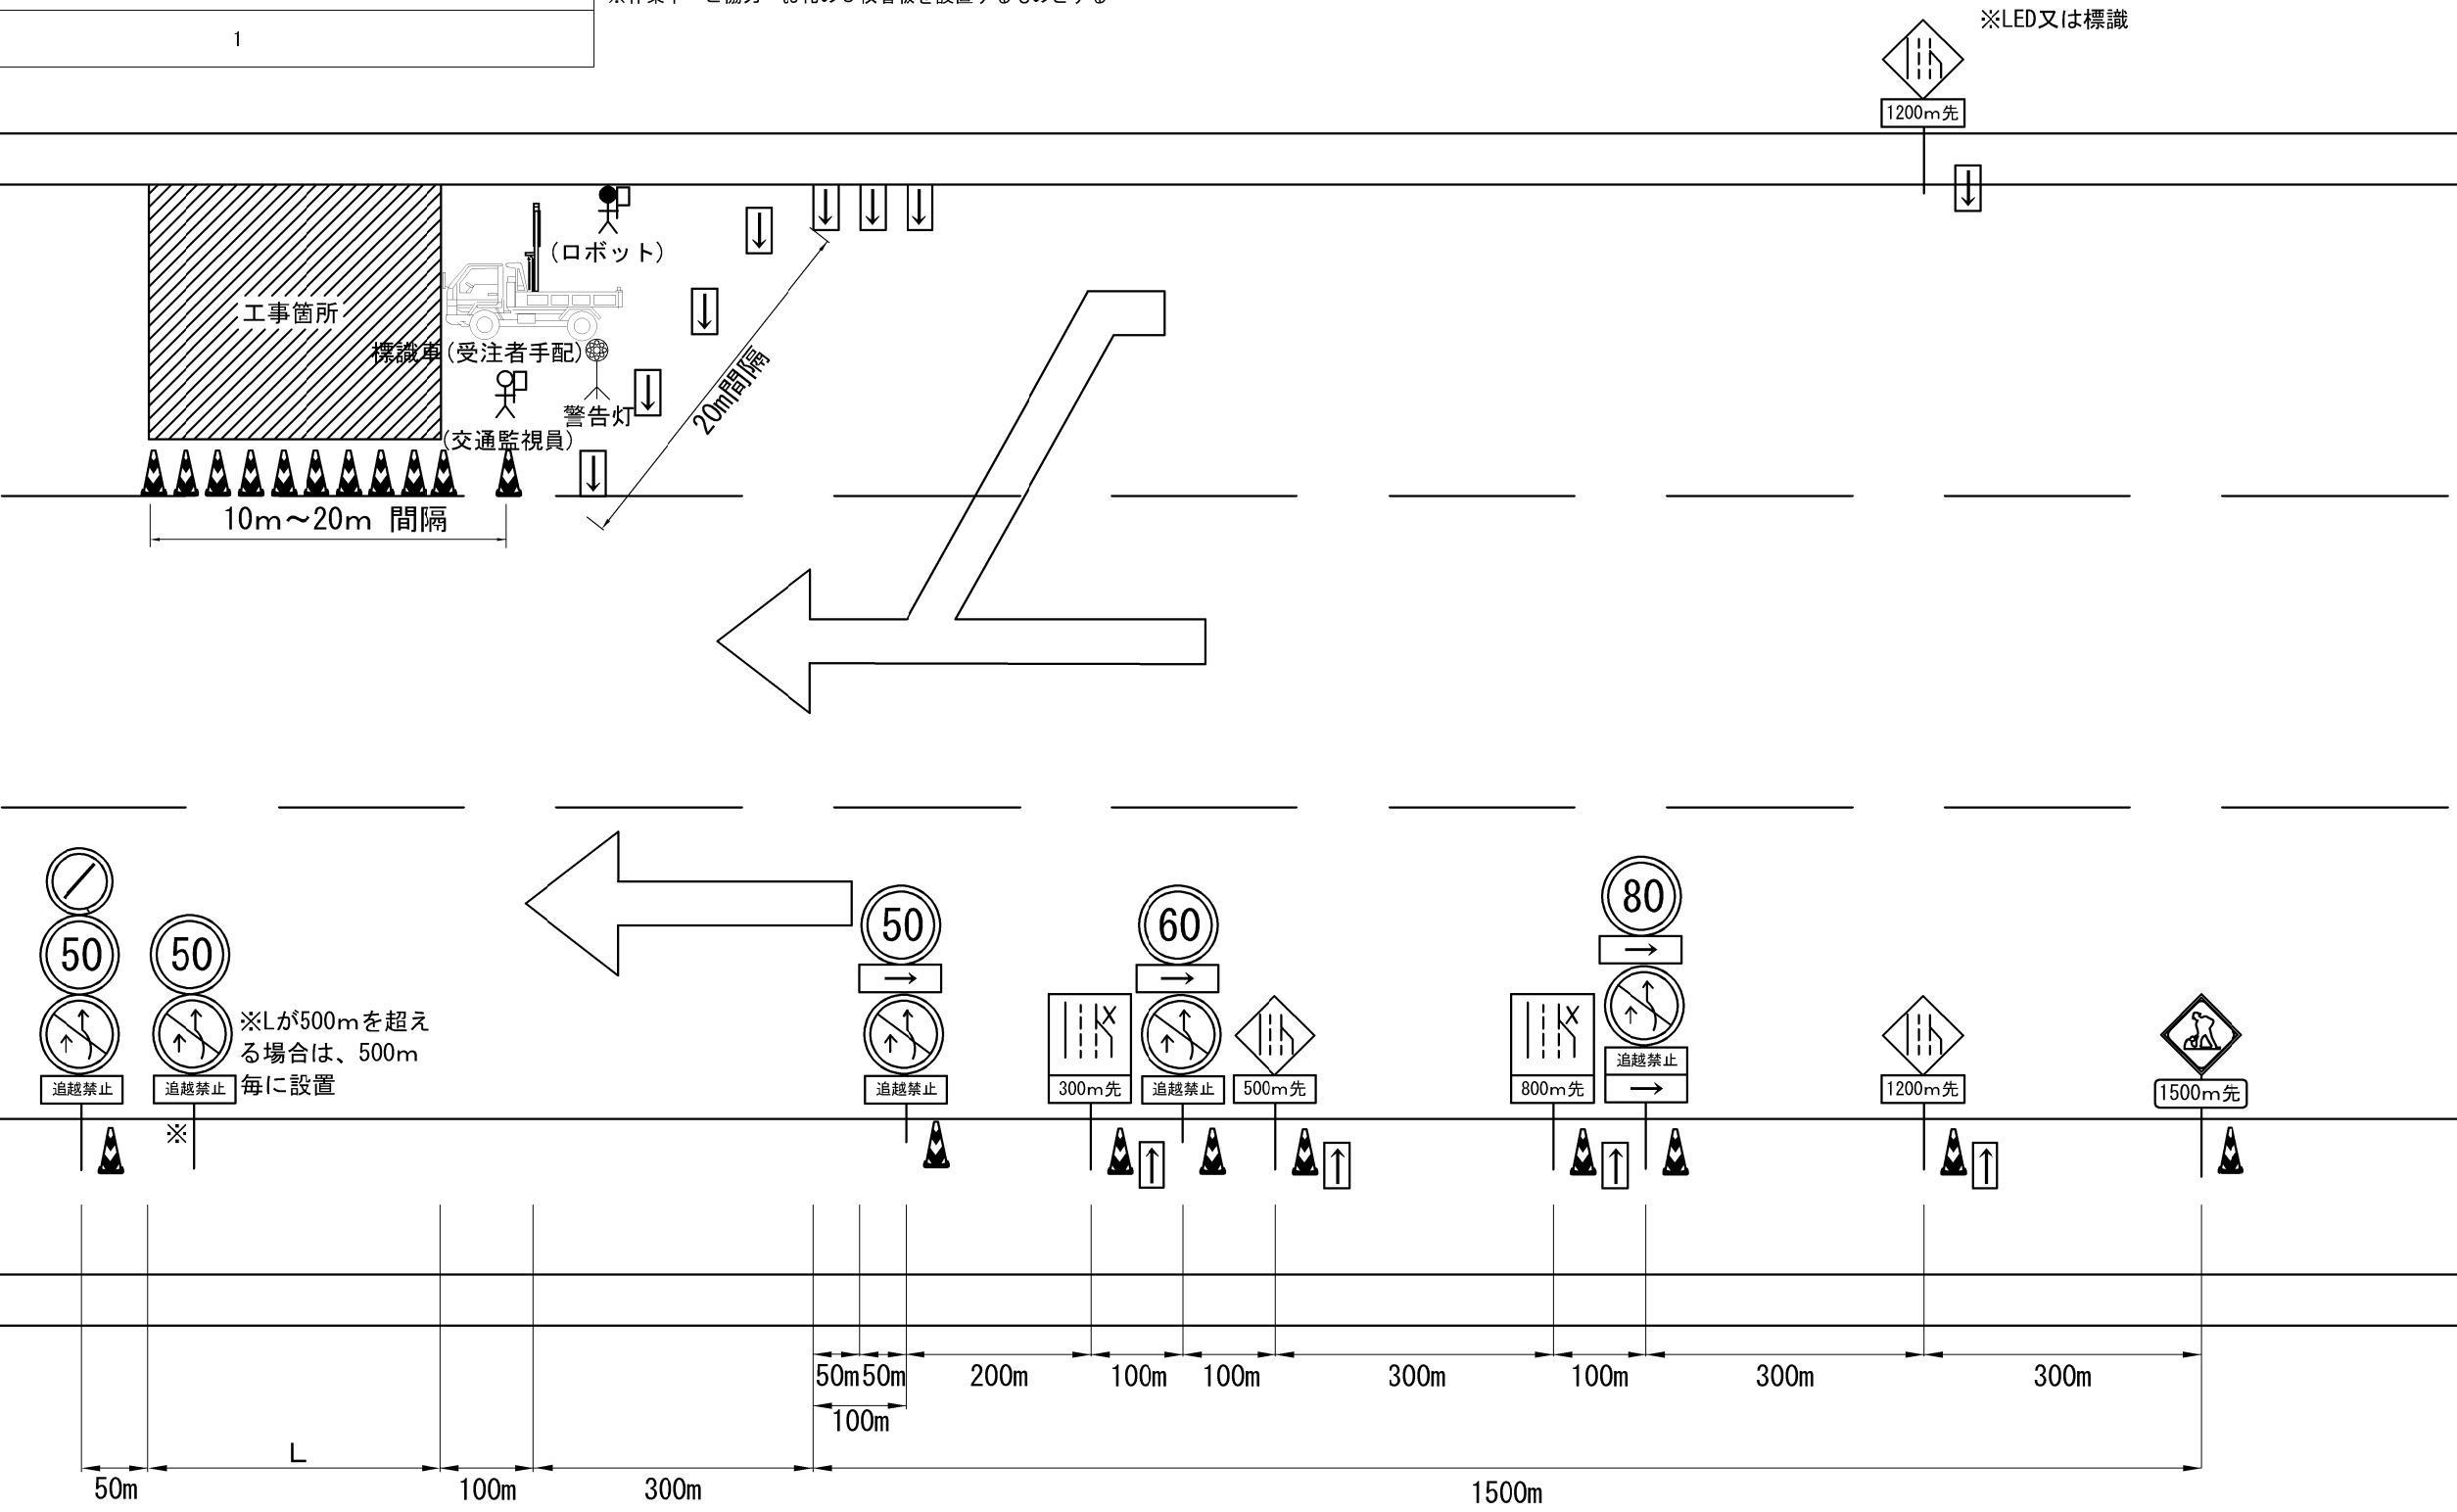 1
※LED又は標識
1200m先
(ロボット)
工事箇所
標識車(受注者手配)
警告灯
(交通監視員)
20m間隔
10m～20m 間隔
50
追越禁止
50
追越禁止
※Lが500mを超え
る場合は、500m
毎に設置
※
50
追越禁止
300m先
60
追越禁止
500m先
800m先
80
追越禁止
1200m先
1500m先
50m
50m
200m
100m
100m
300m
100m
300m
300m
100m
50m
L
100m
300m
1500m